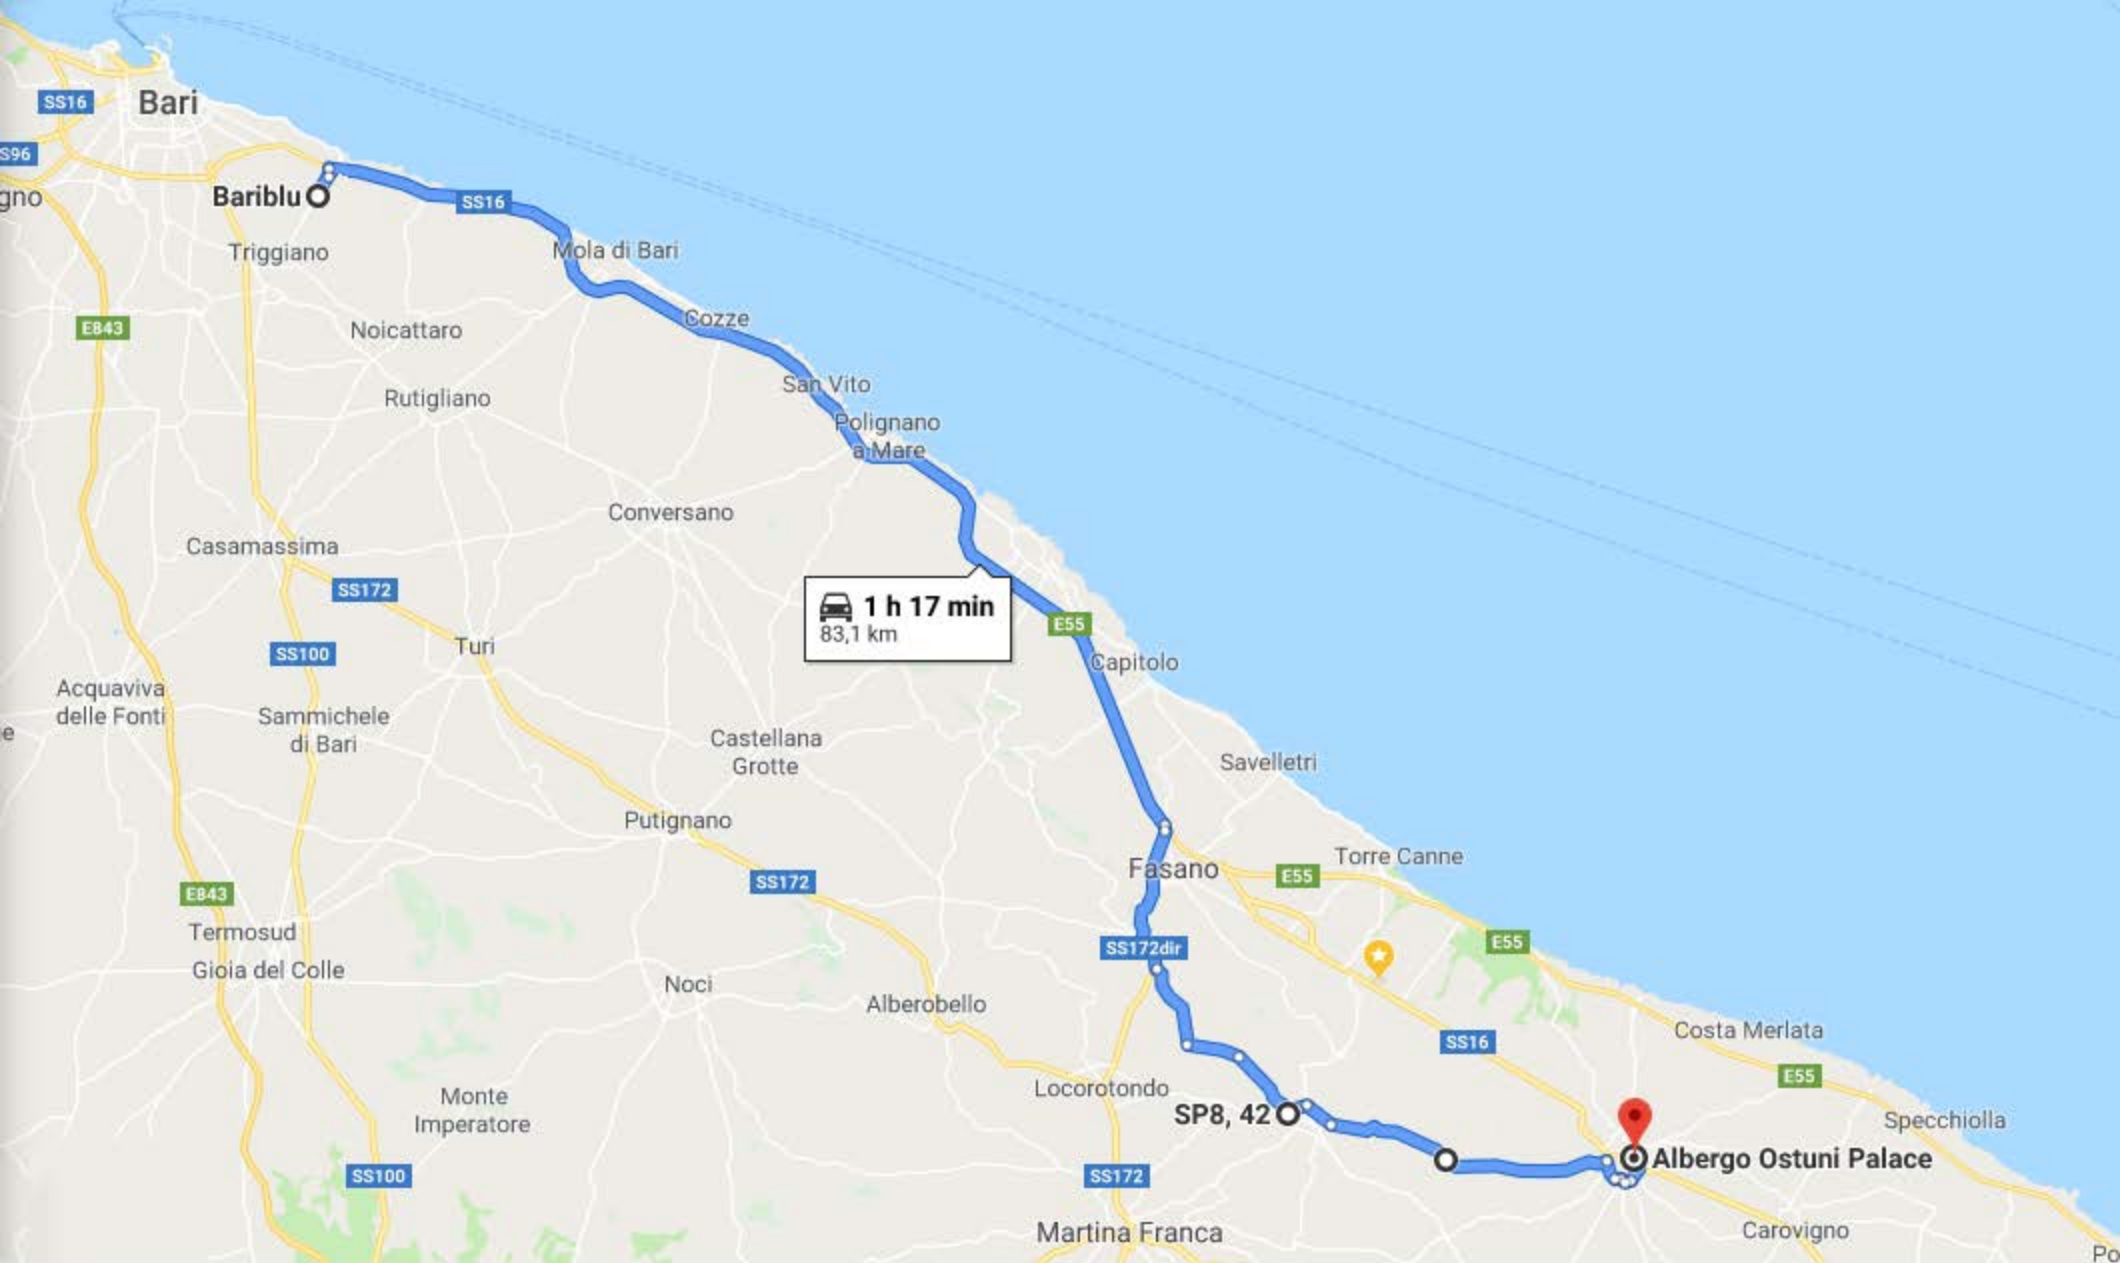 SS16
Bari
S96
gno
Bariblu
SS16
Triggiano
Mola di Bari
E843
Noicattaro
Cozze
Rutigliano
San Vito
Polignano
a Mare
Conversano
Casamassima
SS172
1 h 17 min
83,1 km
E55
SS100
Turi
Capitolo
Acquaviva
delle Fonti
Sammichele
di Bari
e
Castellana
Grotte
Savelletri
Putignano
Fasano
Torre Canne
SS172
E55
E843
Termosud
Gioia del Colle
SS172dir
E55
Noci
Alberobello
Costa Merlata
SS16
Monte
Imperatore
Locorotondo
E55
SP8, 42
Specchiolla
Albergo Ostuni Palace
SS100
SS172
Martina Franca
Carovigno
Po